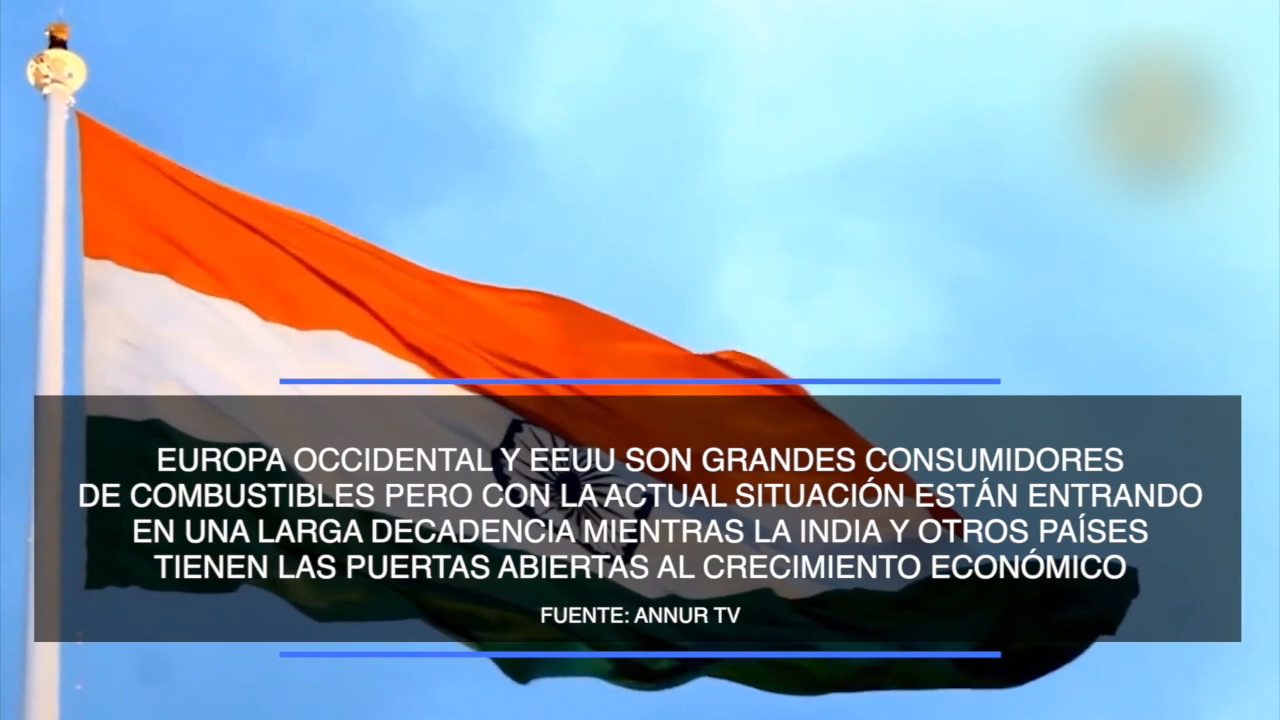 EUROPA OCCIDENTAL Y EEUU SON GRANDES CONSUMIDORES
DE COMBUSTIBLES PERO CON LA ACTUAL SITUACIÓN ESTÁN ENTRANDO
EN UNA LARGA DECADENCIA MIENTRAS LA INDIA Y OTROS PAÍSES
TIENEN LAS PUERTAS ABIERTAS AL CRECIMIENTO ECONÓMICO
FUENTE: ANNUR TV